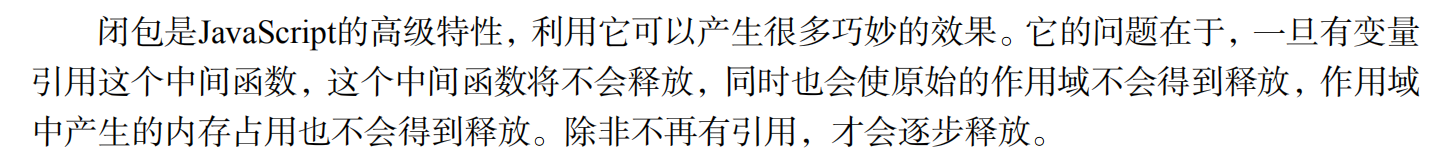 闭包是JavaScript的高级特性，利用它可以产生很多巧妙的效果。它的问题在于，一旦有变量
引用这个中间函数，这个中间函数将不会释放，同时也会使原始的作用域不会得到释放，作用域
中产生的内存占用也不会得到释放。除非不再有引用，才会逐步释放。